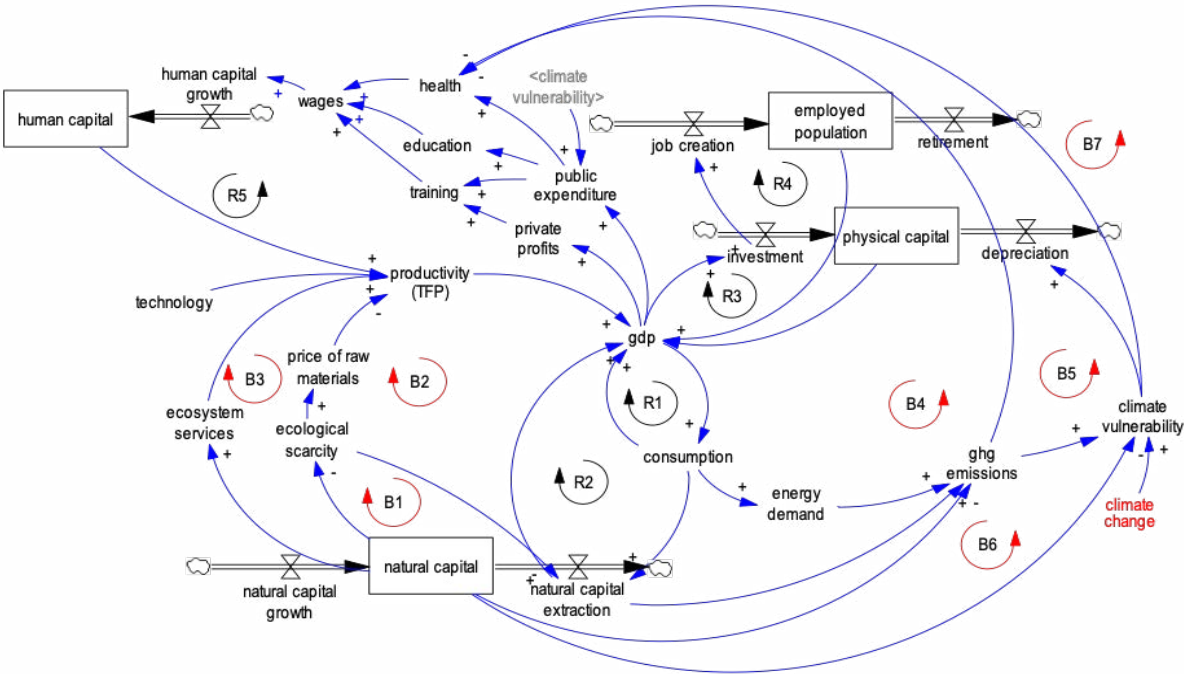 human capital
growth
human capital
wages
health
<climate
vulnerability>
education
training
public
expenditure
private
profits
job creation
employed
population
retirement
B7
R4
R5
investment
physical capital
depreciation
R3
productivity
(TFP)
technology
gdp
price of raw
materials
B3
B2
R1
B4
B5
ecosystem
services
ecological
scarcity
consumption
climate
vulnerability
ghg
emissions
R2
energy
demand
climate
change
B1
B6
natural capital
natural capital
growth
natural capital
extraction